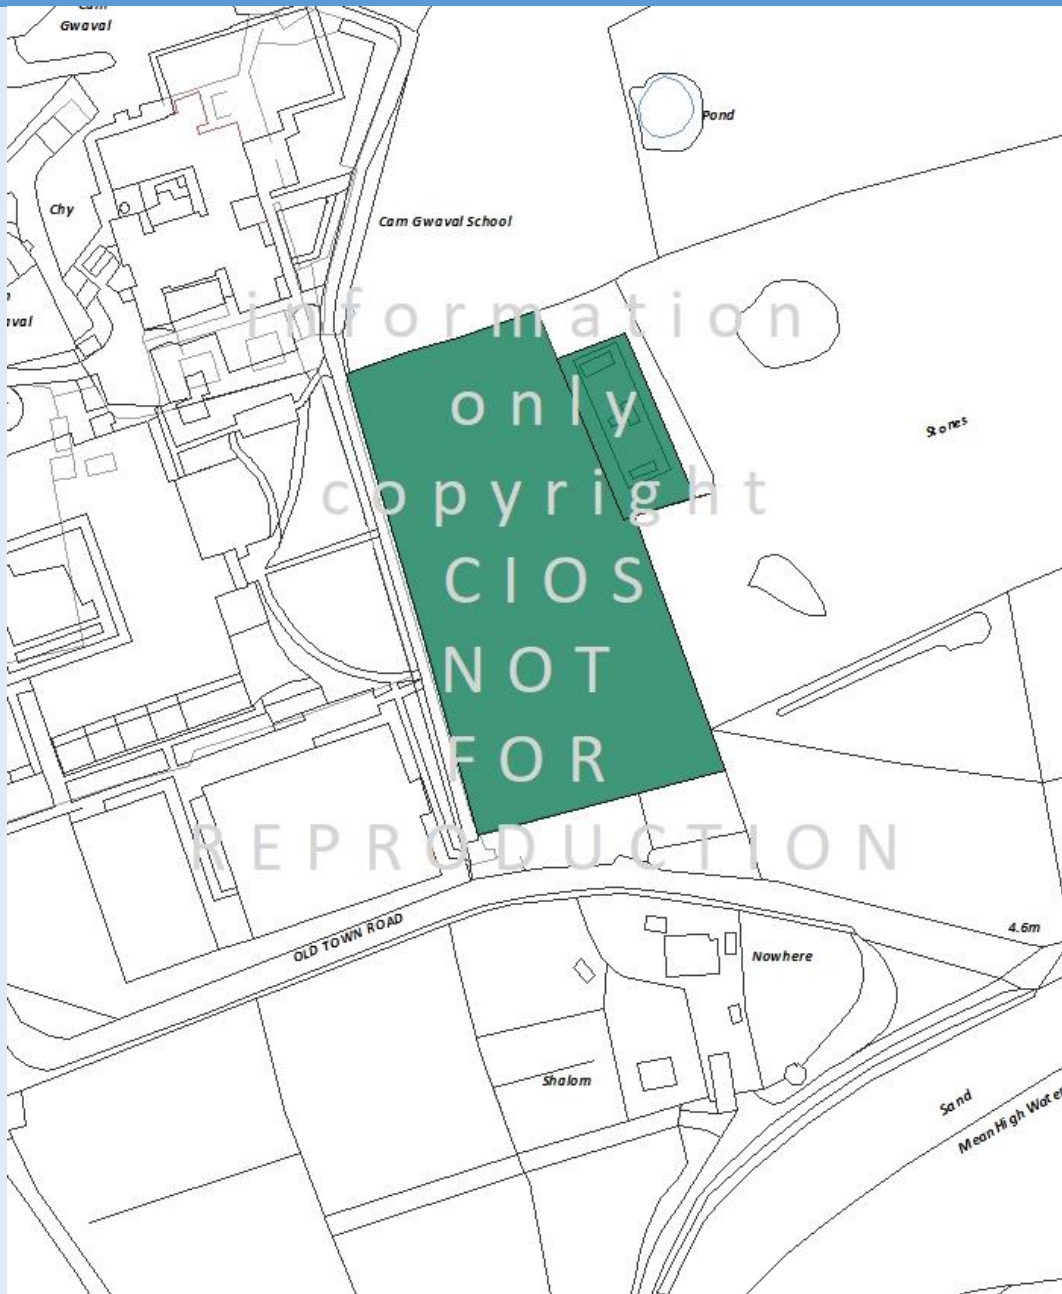 Gwaval
Pond
Chy
Cam Gwaval School
information
only
copyright
CIOS
NOT
FOR
REPRODUCTION
Stones
OLD TOWN ROAD
4.6m
Nowhere
Shalom
Sand
Mean High Water